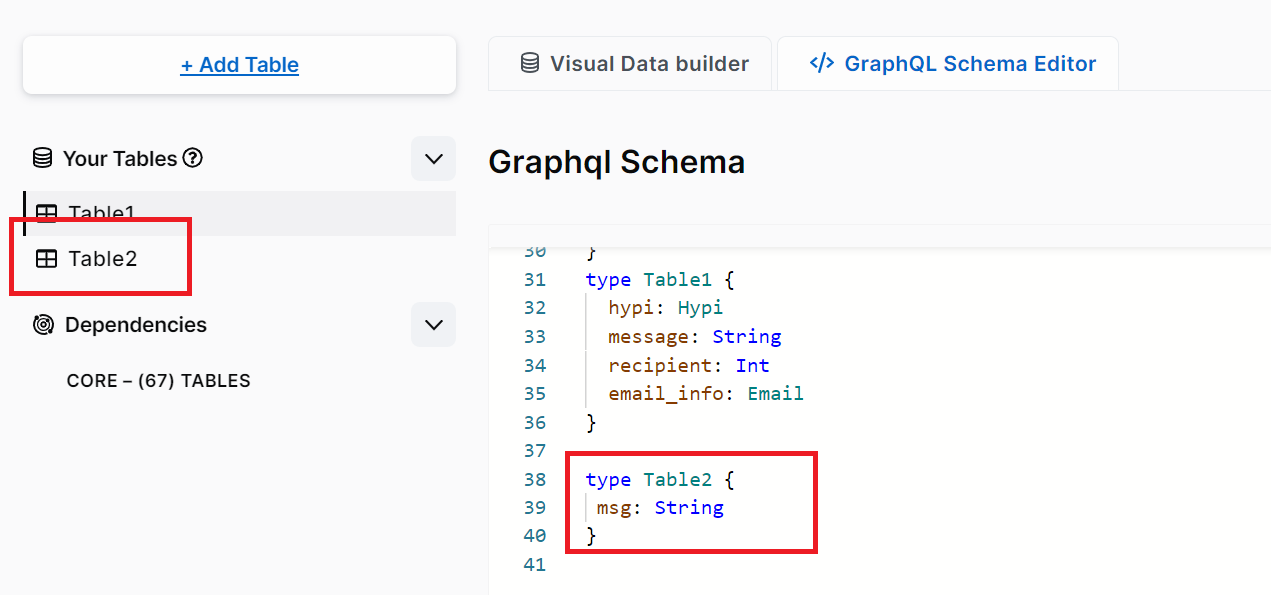 + Add Table
Your Tables
Table1
Table2
Dependencies
CORE – (67) TABLES
Visual Data builder
</> GraphQL Schema Editor
Graphql Schema
30 }
31 type Table1 {
32 hypi: Hypi
33 message: String
34 recipient: Int
35 email_info: Email
36 }
37
38 type Table2 {
39 msg: String
40 }
41